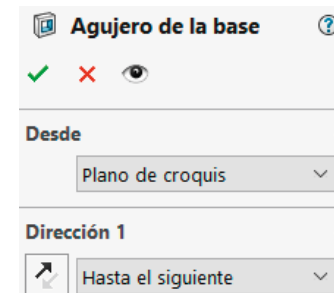 Agujero de la base
Desde
Plano de croquis
Dirección 1
Hasta el siguiente